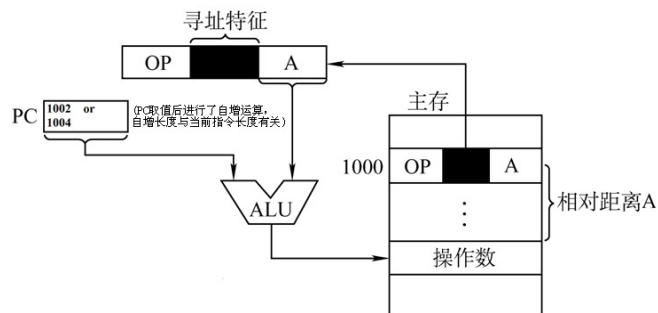 寻址特征
OP
A
PC
1002 or
1004
(PC取值后进行了自增运算，
自增长度与当前指令长度有关)
主存
1000
OP
A
ALU
相对距离A
操作数